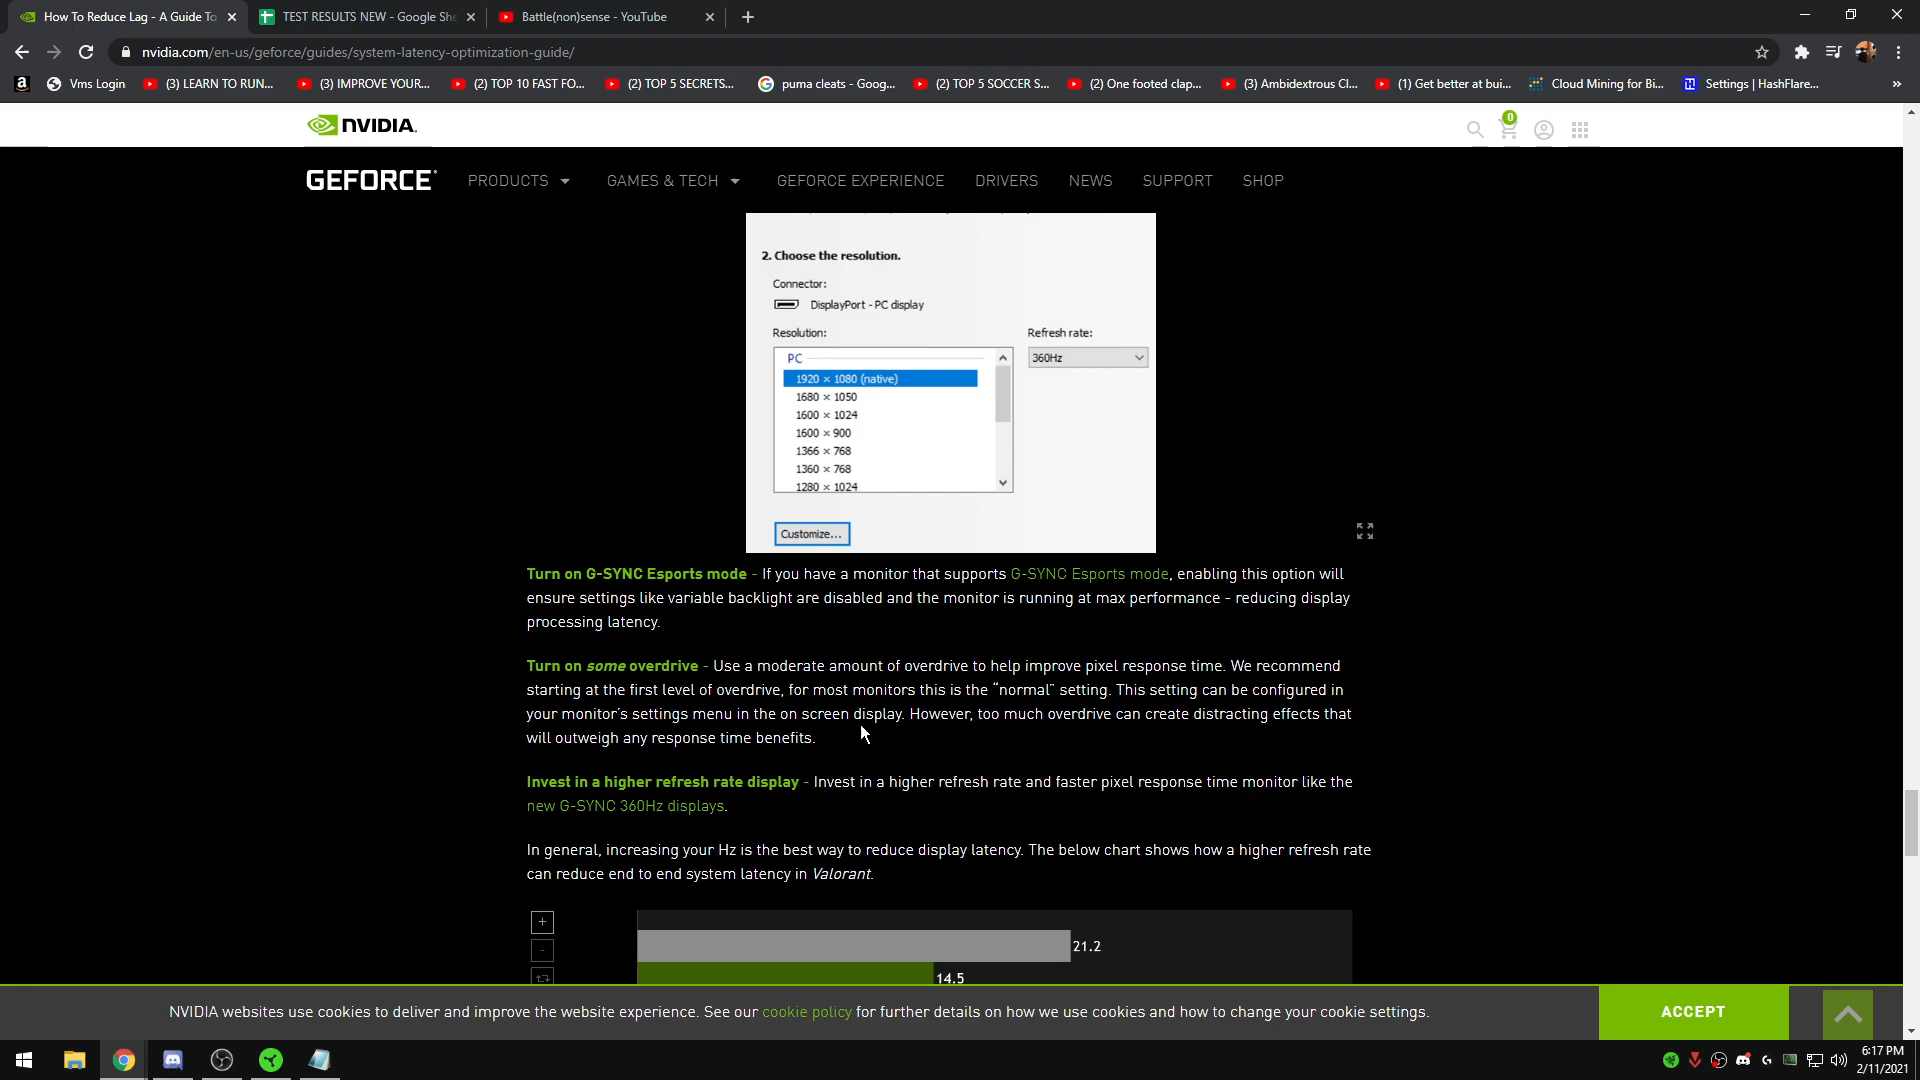 How To Reduce Lag - A Guide To
TEST RESULTS NEW - Google She
Battle(non)sense - YouTube
nvidia.com/en-us/geforce/guides/system-latency-optimization-guide/
Vms Login
(3) LEARN TO RUN...
(3) IMPROVE YOUR...
(2) TOP 10 FAST FO...
(2) TOP 5 SECRETS...
puma cleats - Goog...
(2) TOP 5 SOCCER S...
(2) One footed clap...
(3) Ambidextrous Cl...
(1) Get better at bui...
Cloud Mining for Bi...
Settings | HashFlare...
NVIDIA.
0
GEFORCE
PRODUCTS
GAMES & TECH
GEFORCE EXPERIENCE
DRIVERS
NEWS
SUPPORT
SHOP
2. Choose the resolution.
Connector:
DisplayPort - PC display
Resolution:
Refresh rate:
PC
360Hz
1920 × 1080 (native)
1680 × 1050
1600 × 1024
1600 × 900
1366 × 768
1360 × 768
1280 × 1024
Customize...
Turn on G-SYNC Esports mode - If you have a monitor that supports G-SYNC Esports mode, enabling this option will
ensure settings like variable backlight are disabled and the monitor is running at max performance - reducing display
processing latency.
Turn on some overdrive - Use a moderate amount of overdrive to help improve pixel response time. We recommend
starting at the first level of overdrive, for most monitors this is the “normal” setting. This setting can be configured in
your monitor’s settings menu in the on screen display. However, too much overdrive can create distracting effects that
will outweigh any response time benefits.
Invest in a higher refresh rate display - Invest in a higher refresh rate and faster pixel response time monitor like the
new G-SYNC 360Hz displays.
In general, increasing your Hz is the best way to reduce display latency. The below chart shows how a higher refresh rate
can reduce end to end system latency in Valorant.
21.2
14.5
NVIDIA websites use cookies to deliver and improve the website experience. See our cookie policy for further details on how we use cookies and how to change your cookie settings.
ACCEPT
6:17 PM
2/11/2021